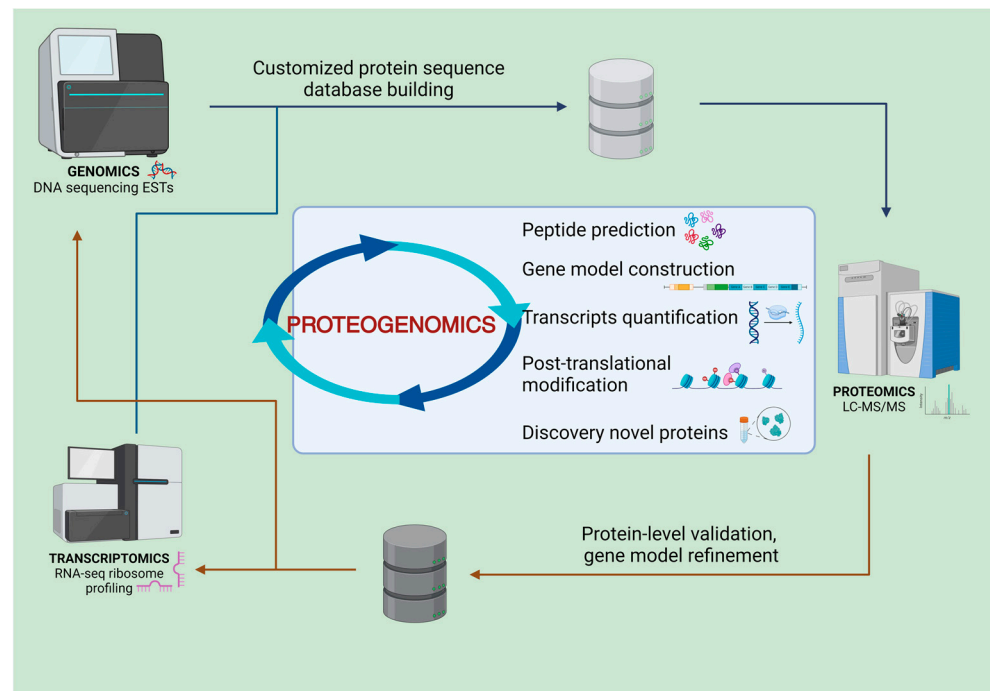 Customized protein sequence
database building
GENOMICS
DNA sequencing ESTs
Peptide prediction
Gene model construction
PROTEOGENOMICS
Transcripts quantification
Post-translational
modification
Discovery novel proteins
PROTEOMICS
LC-MS/MS
TRANSCRIPTOMICS
RNA-seq ribosome
profiling
Protein-level validation,
gene model refinement